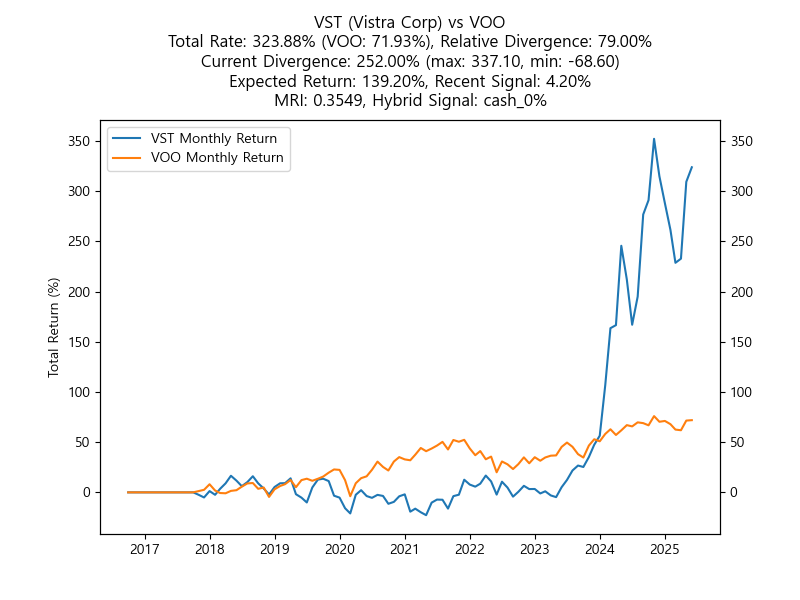 VST (Vistra Corp) vs VOO
Total Rate: 323.88% (VOO: 71.93%), Relative Divergence: 79.00%
Current Divergence: 252.00% (max: 337.10, min: -68.60)
Expected Return: 139.20%, Recent Signal: 4.20%
MRI: 0.3549, Hybrid Signal: cash_0%
VST Monthly Return
VOO Monthly Return
Total Return (%)
350
300
250
200
150
100
50
0
350
300
250
200
150
100
50
0
2017 2018 2019 2020 2021 2022 2023 2024 2025